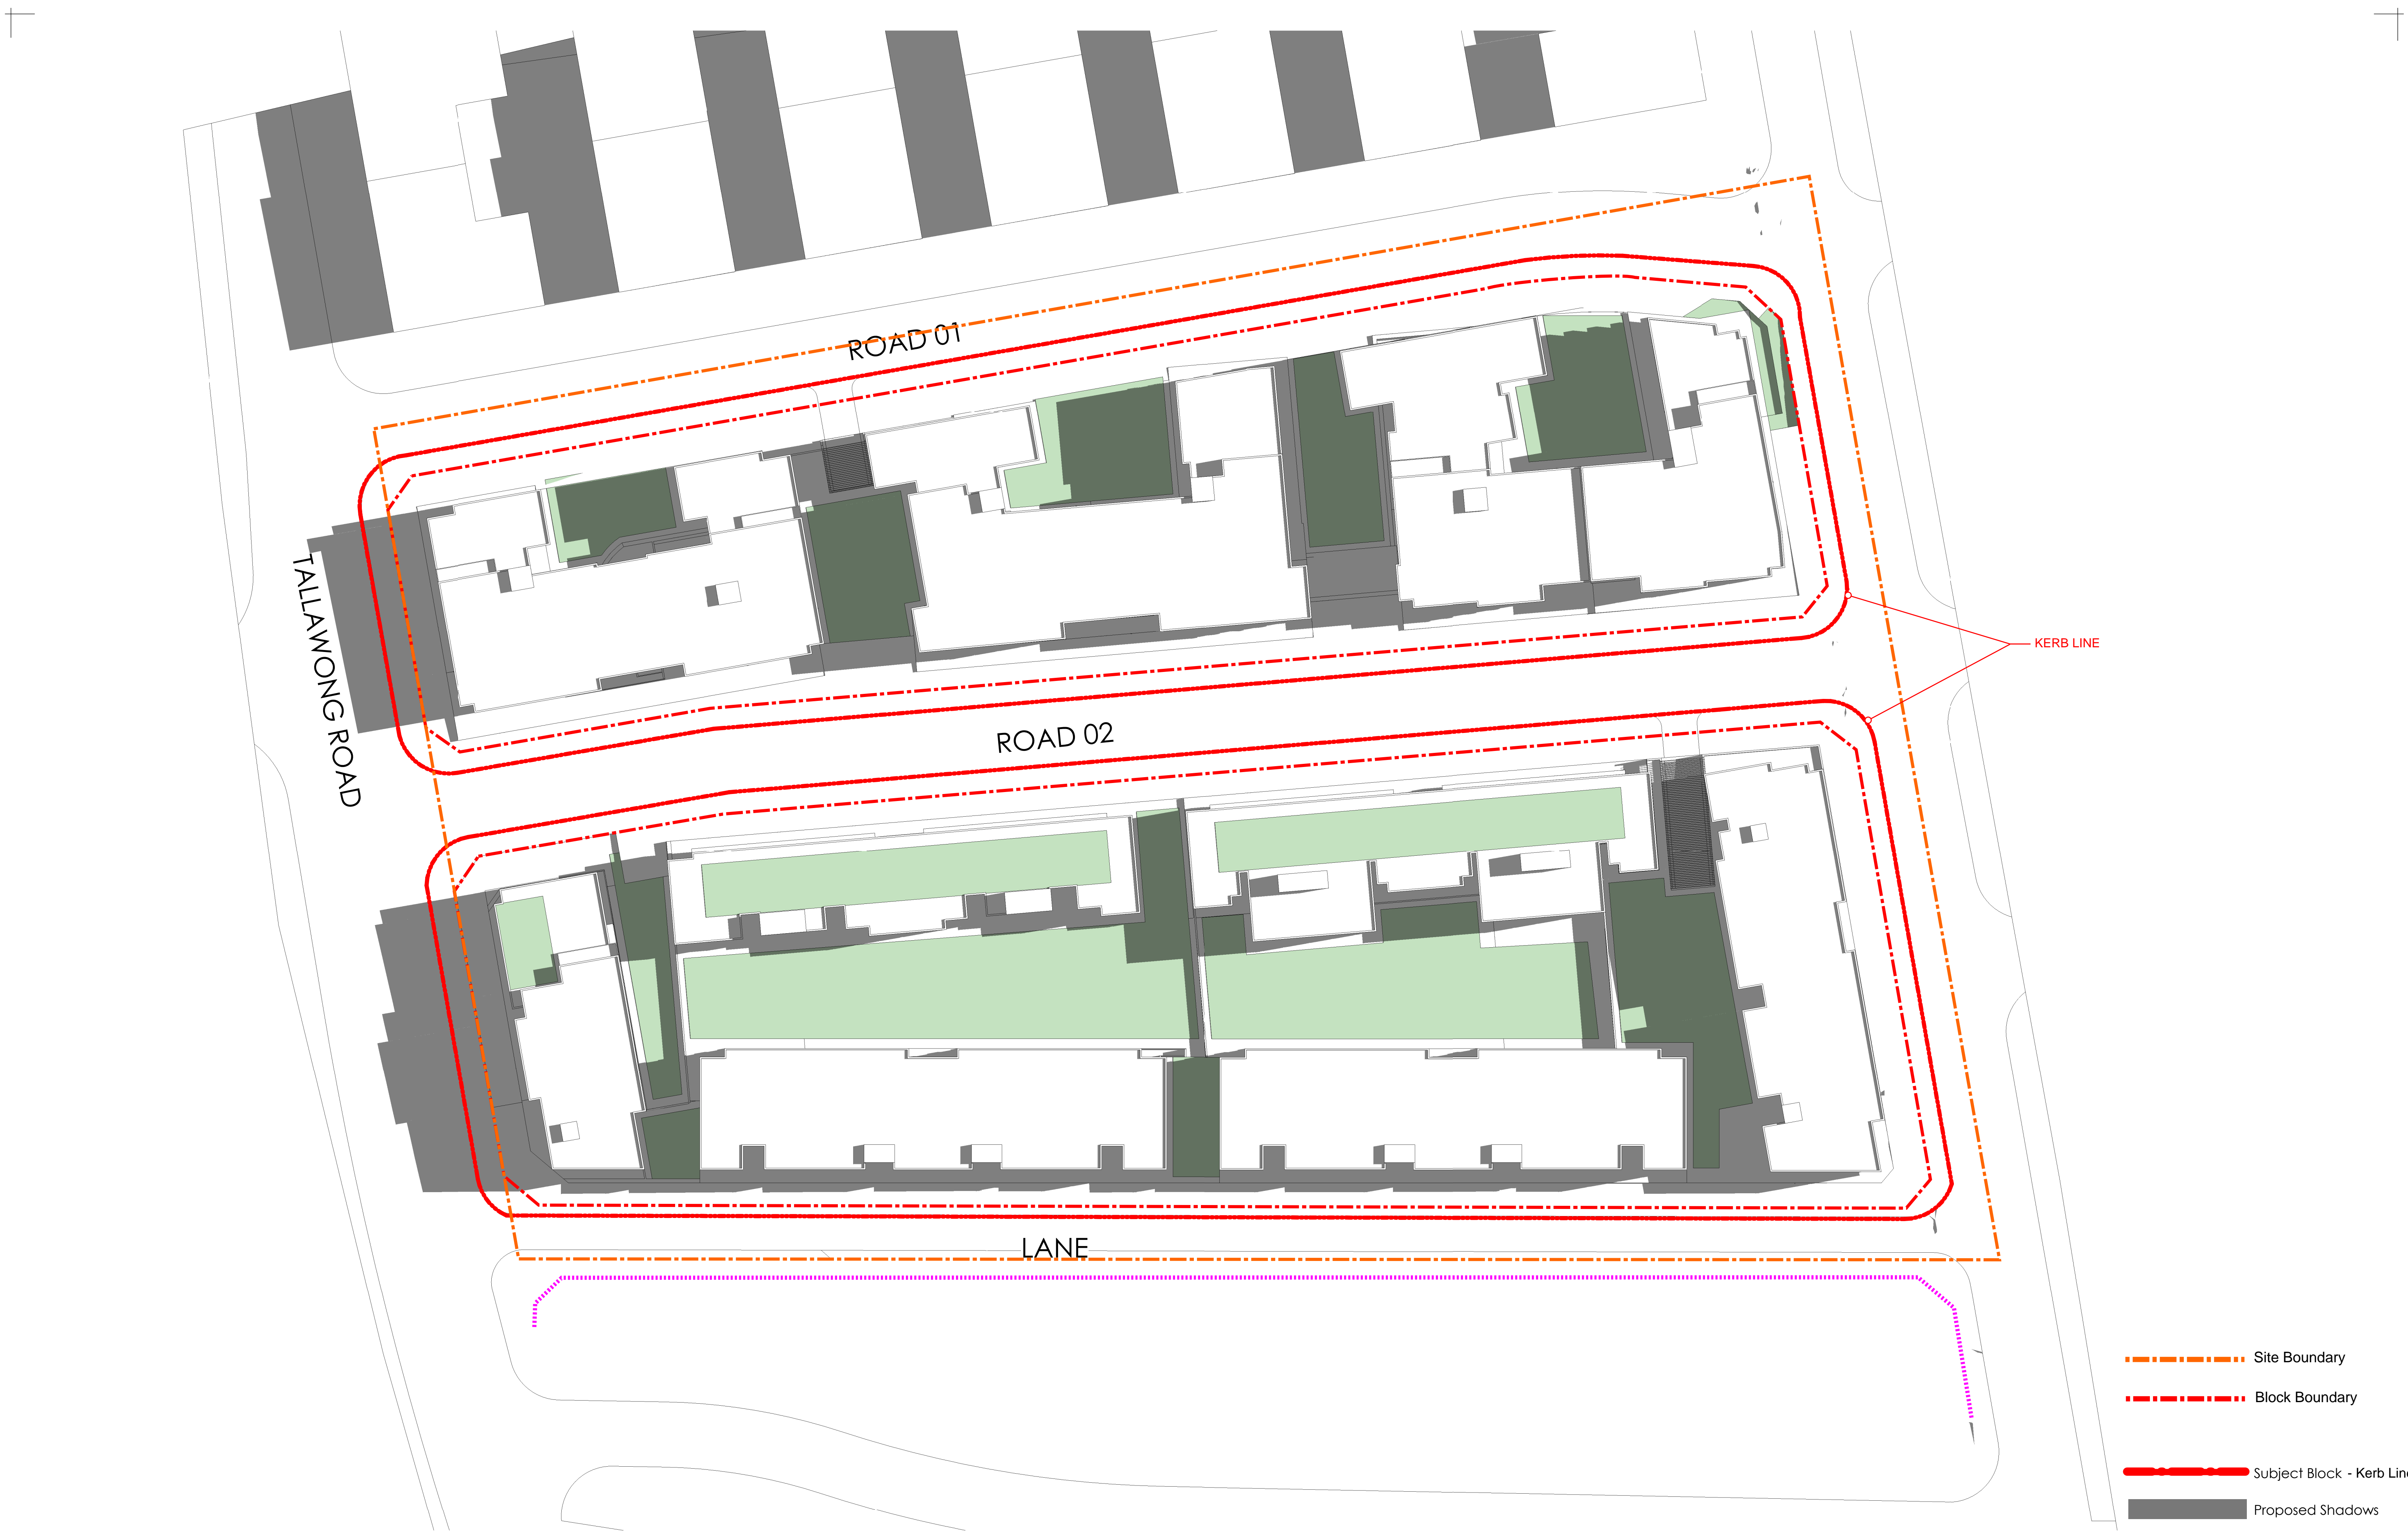 ROAD 01
TALLAWONG ROAD
KERB LINE
ROAD 02
LANE
Site Boundary
Block Boundary
Subject Block - Kerb Lin
Proposed Shadows